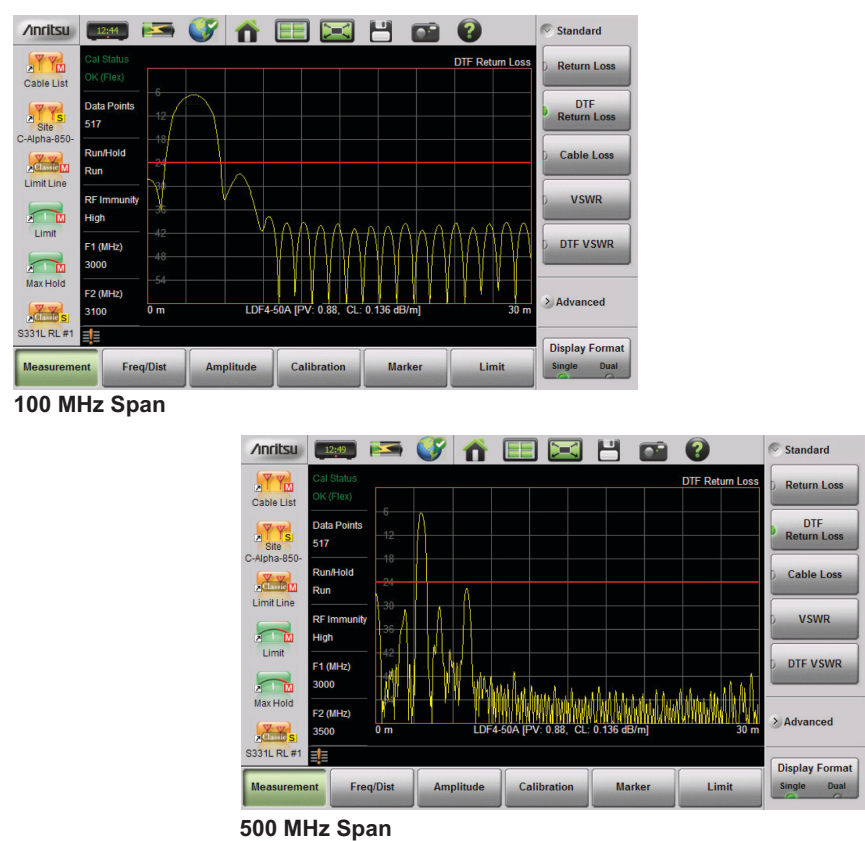 Anritsu 12:44 Standard
Cable List
Site
C-Alpha-850-
Classic
Limit Line
Limit
Max Hold
Classic
S331L RL #1
Cal Status
OK (Flex)
Data Points
517
Run/Hold
Run
RF Immunity
High
F1 (MHz)
3000
F2 (MHz)
3100
DTF Return Loss
6
12
18
24
30
36
42
48
54
0 m LDF4-50A [PV: 0.88, CL: 0.136 dB/m] 30 m
Return Loss
DTF
Return Loss
Cable Loss
VSWR
DTF VSWR
Advanced
Display Format
Single Dual
Measurement Freq/Dist Amplitude Calibration Marker Limit
100 MHz Span
Anritsu 12:49 Standard
Cable List
Site
C-Alpha-850-
Classic
Limit Line
Limit
Max Hold
Classic
S331L RL #1
Cal Status
OK (Flex)
Data Points
517
Run/Hold
Run
RF Immunity
High
F1 (MHz)
3000
F2 (MHz)
3500
DTF Return Loss
6
12
18
24
30
36
42
0 m LDF4-50A [PV: 0.88, CL: 0.136 dB/m] 30 m
Return Loss
DTF
Return Loss
Cable Loss
VSWR
DTF VSWR
Advanced
Display Format
Single Dual
Measurement Freq/Dist Amplitude Calibration Marker Limit
500 MHz Span